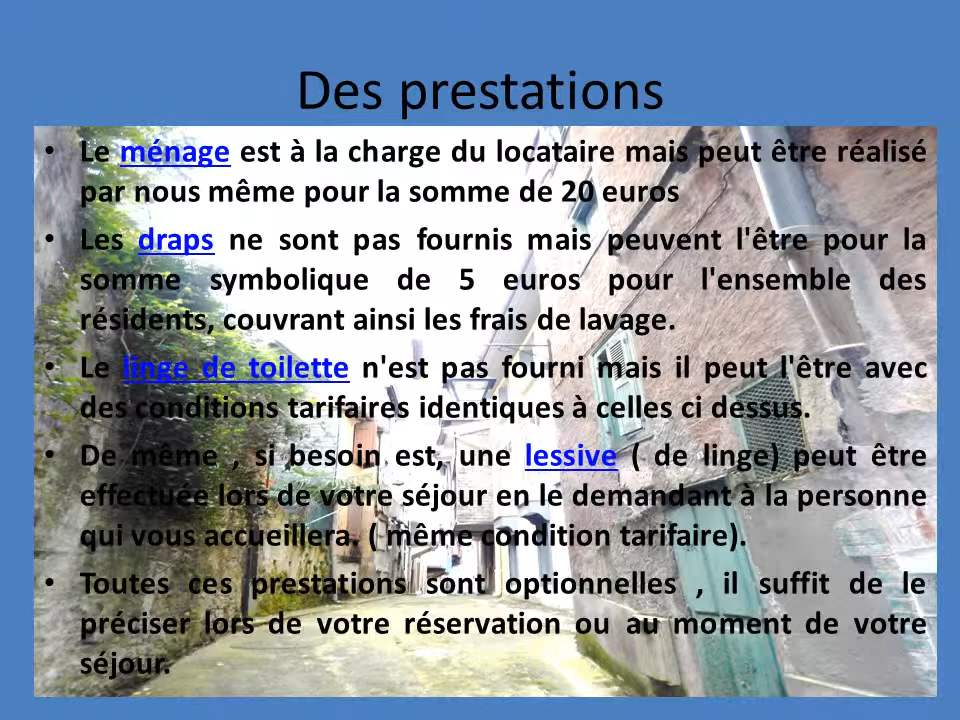 Des prestations
• Le ménage est à la charge du locataire mais peut être réalisé
par nous même pour la somme de 20 euros
• Les draps ne sont pas fournis mais peuvent l'être pour la
somme symbolique de 5 euros pour l'ensemble des
résidents, couvrant ainsi les frais de lavage.
• Le linge de toilette n'est pas fourni mais il peut l'être avec
des conditions tarifaires identiques à celles ci dessus.
• De même , si besoin est, une lessive ( de linge) peut être
effectuée lors de votre séjour en le demandant à la personne
qui vous accueillera. ( même condition tarifaire).
• Toutes ces prestations sont optionnelles , il suffit de le
préciser lors de votre réservation ou au moment de votre
séjour.